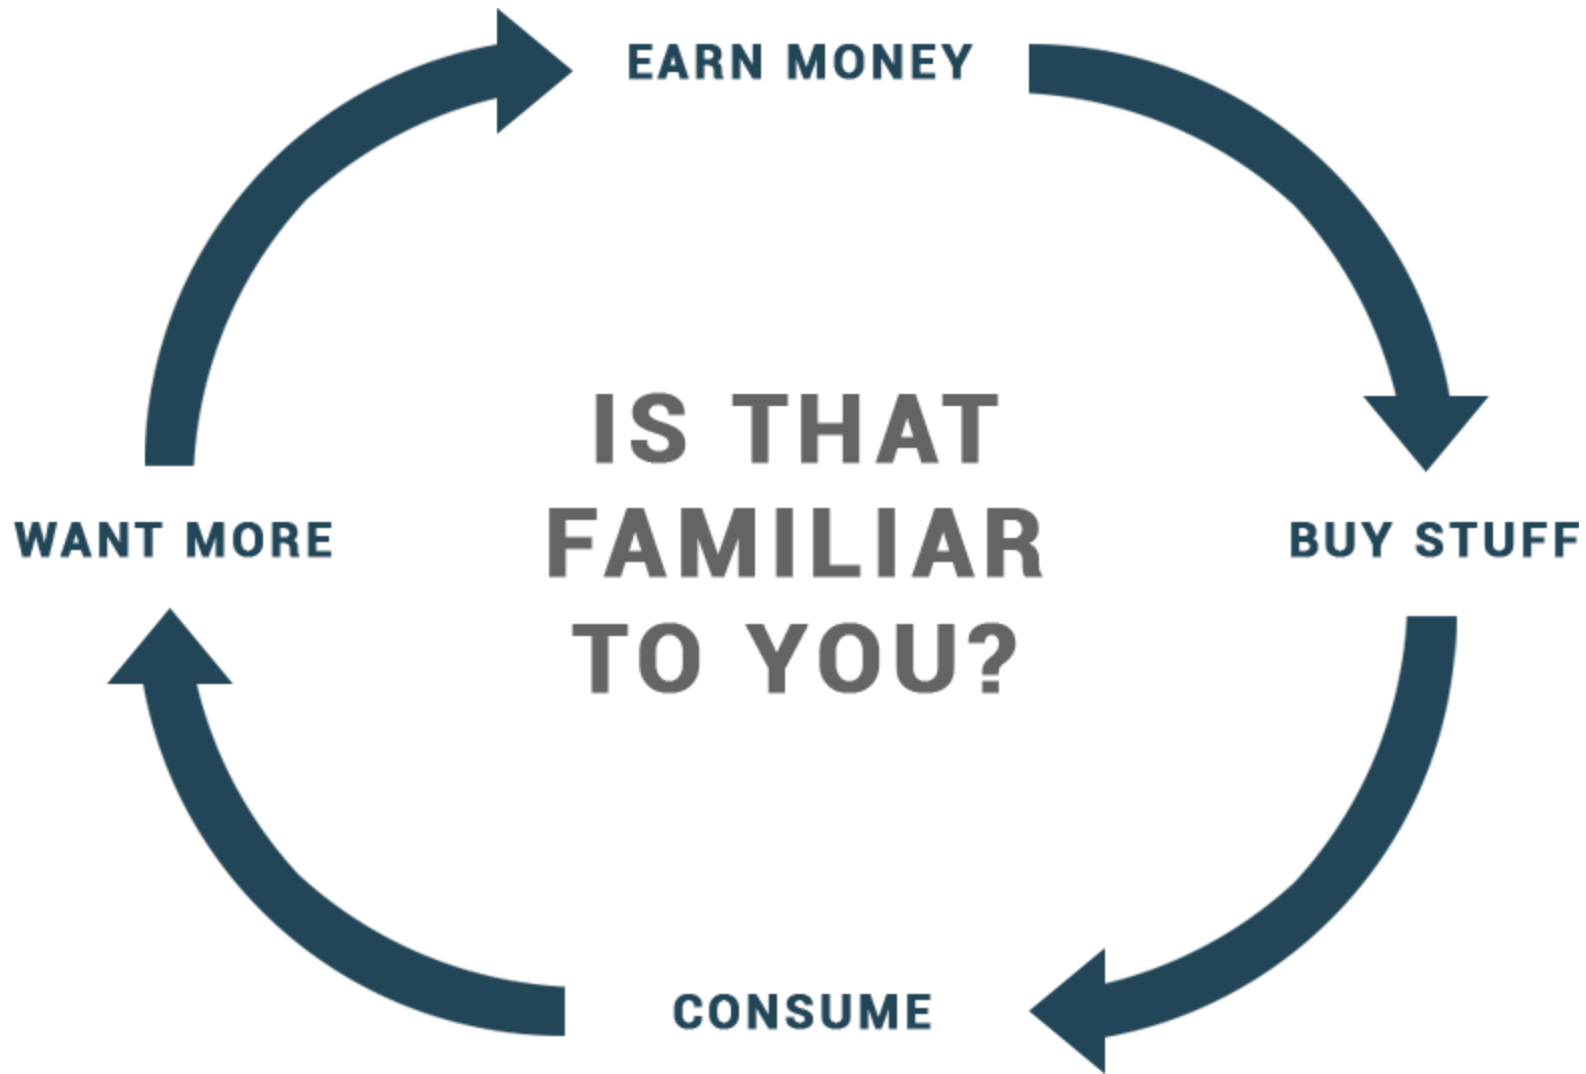 EARN MONEY
IS THAT
FAMILIAR
TO YOU?
WANT MORE
BUY STUFF
CONSUME